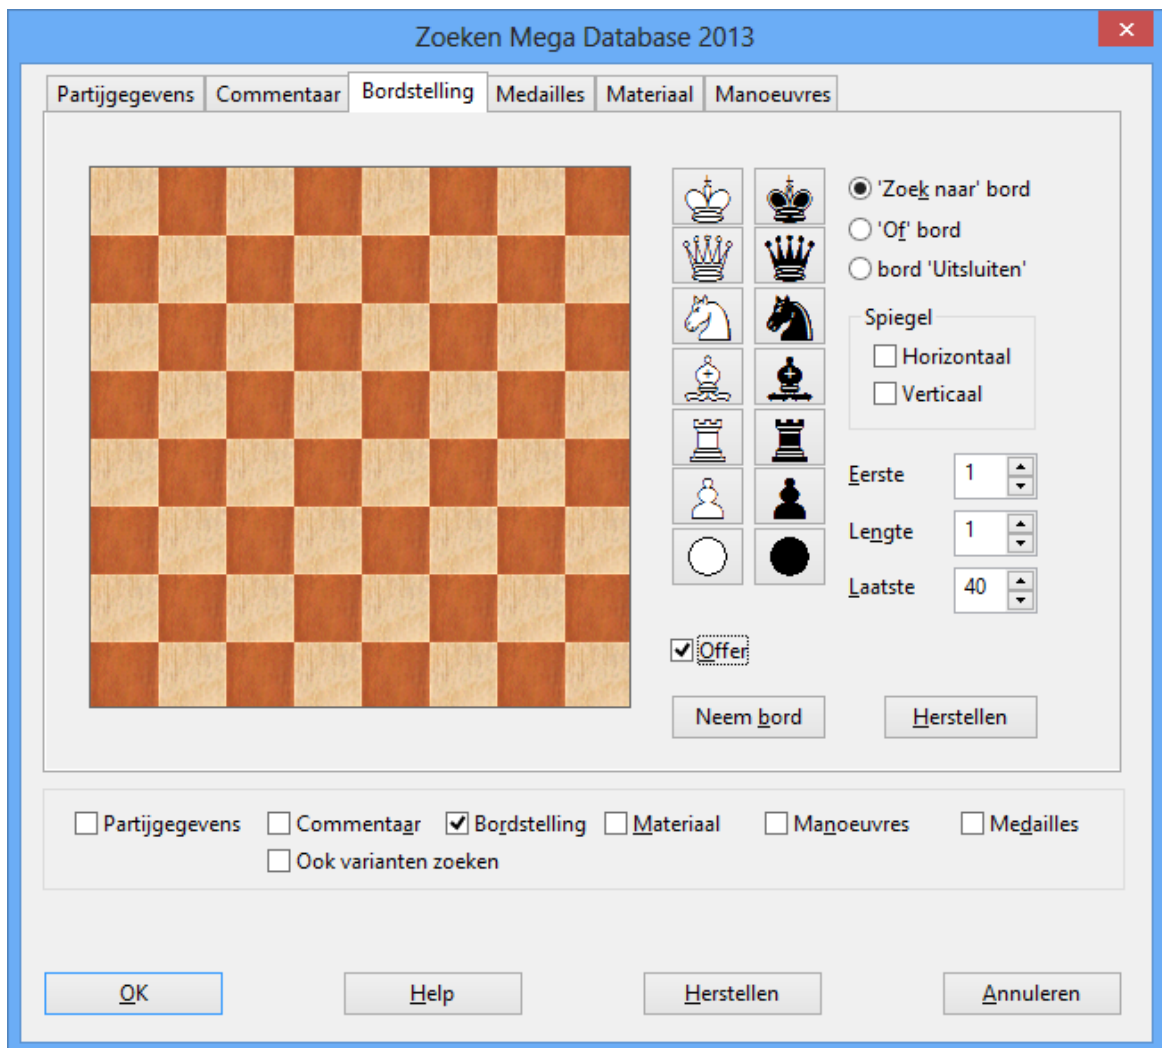 Zoeken Mega Database 2013
Partijgegevens Commentaar Bordstelling Medailles Materiaal Manoeuvres
'Zoek naar' bord
'Of' bord
bord 'Uitsluiten'
Spiegel
Horizontaal
Verticaal
Eerste 1
Lengte 1
Laatste 40
Offer
Neem bord Herstellen
Partijgegevens Commentaar Bordstelling Materiaal Manoeuvres Medailles
Ook varianten zoeken
OK Help Herstellen Annuleren